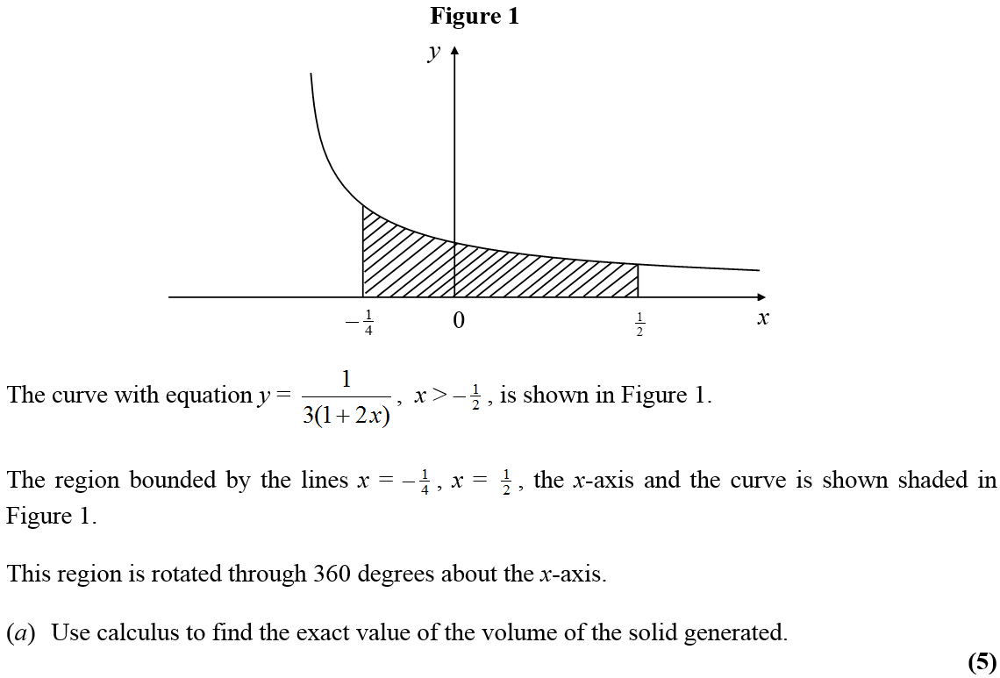 Figure 1
y
−1/4 0 1/2 x
The curve with equation y = 1/(3(1 + 2x)), x > −1/2, is shown in Figure 1.
The region bounded by the lines x = −1/4, x = 1/2, the x-axis and the curve is shown shaded in
Figure 1.
This region is rotated through 360 degrees about the x-axis.
(a) Use calculus to find the exact value of the volume of the solid generated.
(5)